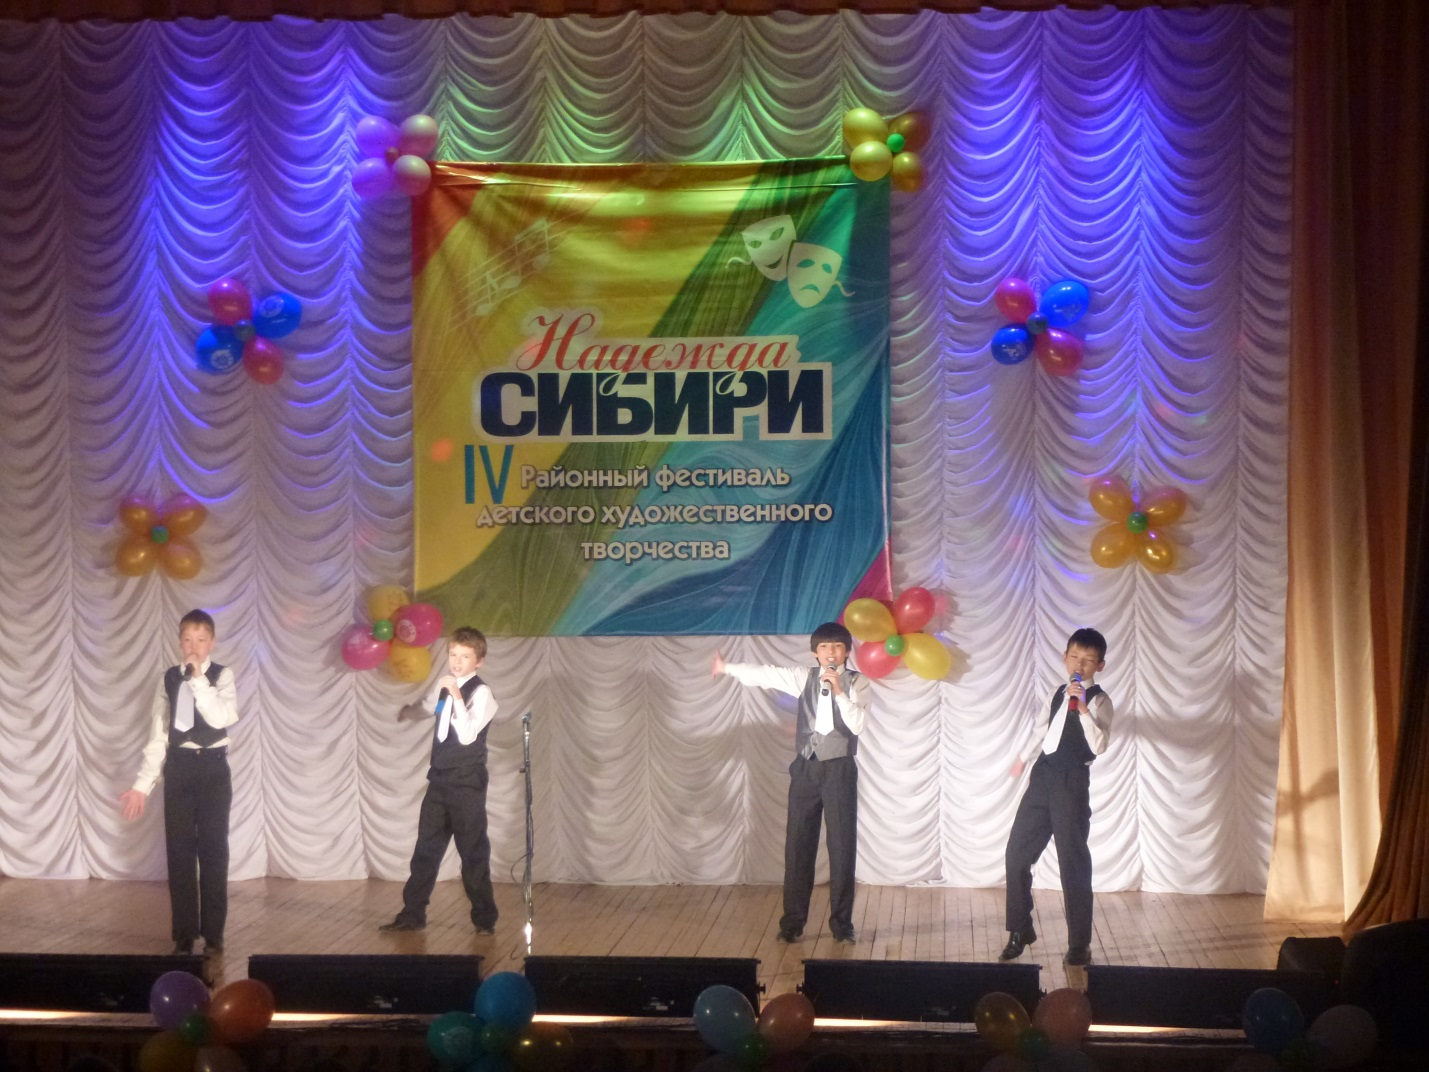 Надежда
СИБИРИ
IV Районный фестиваль
детского художественного
творчества